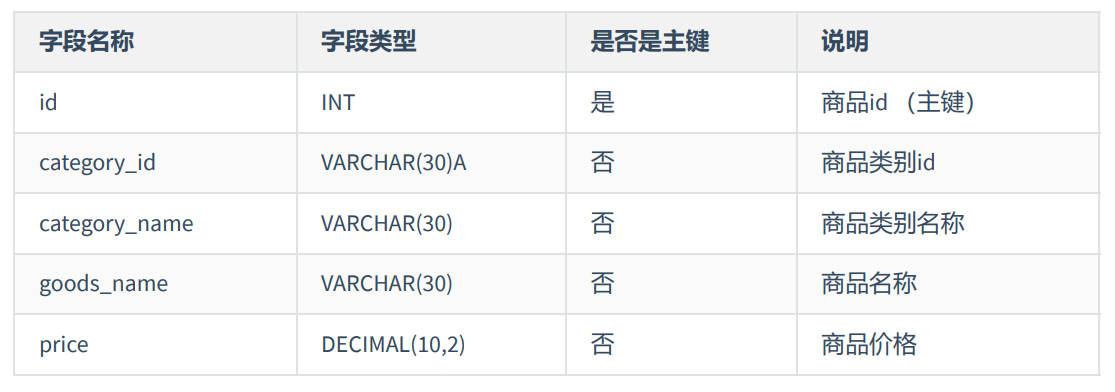 字段名称 字段类型 是否是主键 说明
id INT 是 商品id （主键）
category_id VARCHAR(30)A 否 商品类别id
category_name VARCHAR(30) 否 商品类别名称
goods_name VARCHAR(30) 否 商品名称
price DECIMAL(10,2) 否 商品价格